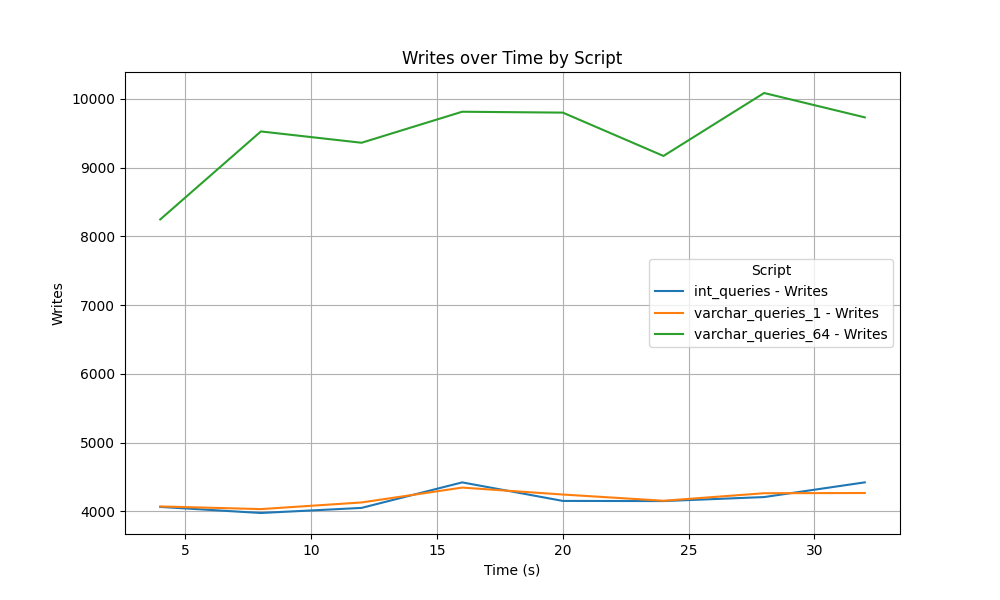 Writes over Time by Script
Writes
10000
9000
8000
7000
6000
5000
4000
Script
int_queries - Writes
varchar_queries_1 - Writes
varchar_queries_64 - Writes
5 10 15 20 25 30
Time (s)